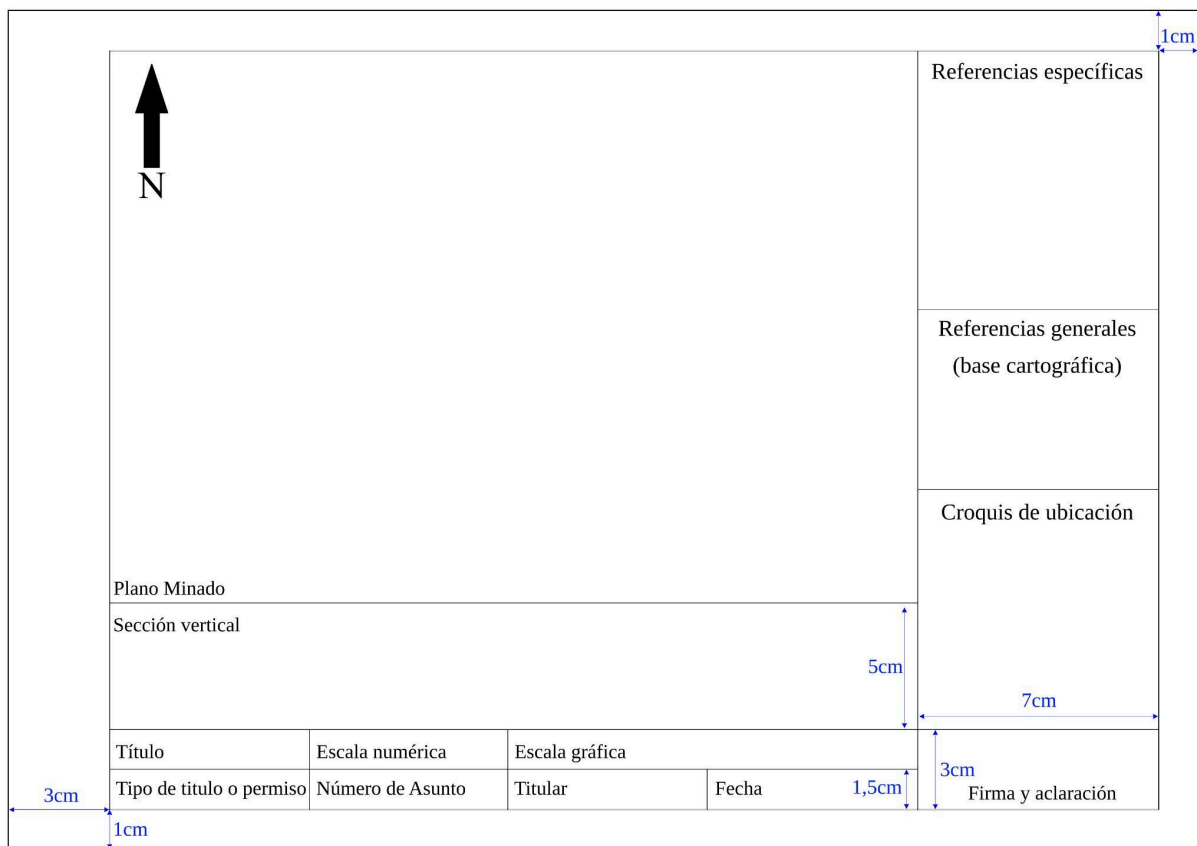 1cm
Referencias específicas
N
Referencias generales
(base cartográfica)
Croquis de ubicación
Plano Minado
Sección vertical
5cm
7cm
Título
Escala numérica
Escala gráfica
3cm
Tipo de titulo o permiso
Número de Asunto
Titular
Fecha
1,5cm
Firma y aclaración
3cm
1cm